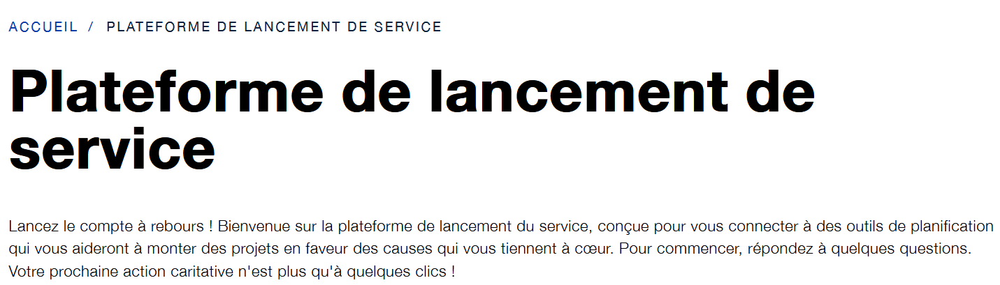 ACCUEIL / PLATEFORME DE LANCEMENT DE SERVICE
Plateforme de lancement de
service
Lancez le compte à rebours ! Bienvenue sur la plateforme de lancement du service, conçue pour vous connecter à des outils de planification
qui vous aideront à monter des projets en faveur des causes qui vous tiennent à cœur. Pour commencer, répondez à quelques questions.
Votre prochaine action caritative n'est plus qu'à quelques clics !